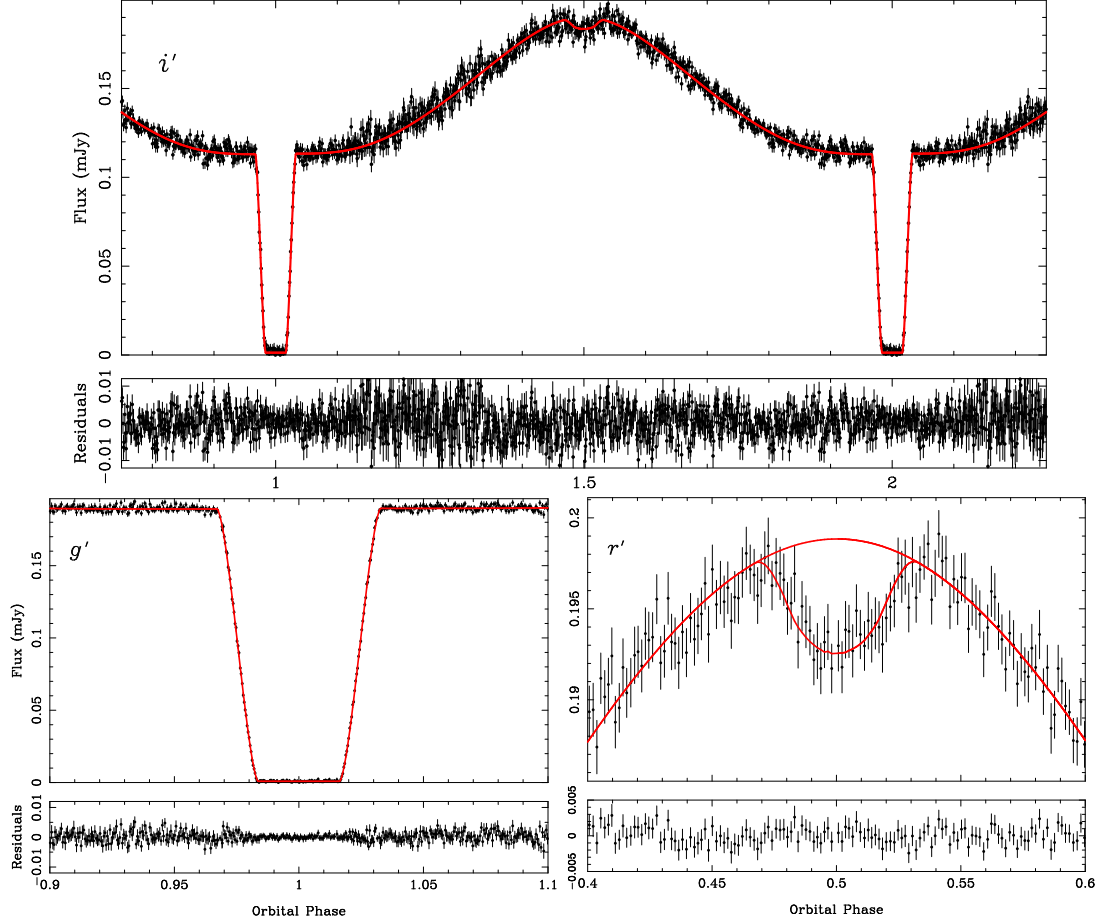 i′
Flux (mJy)
0 0.05 0.1 0.15
Residuals
−0.01 0 0.01
1 1.5 2
g′
Flux (mJy)
0 0.05 0.1 0.15
Residuals
−0.01 0 0.01
0.9 0.95 1 1.05 1.1
Orbital Phase
r′
0.19 0.195 0.2
−0.005 0 0.005
0.4 0.45 0.5 0.55 0.6
Orbital Phase